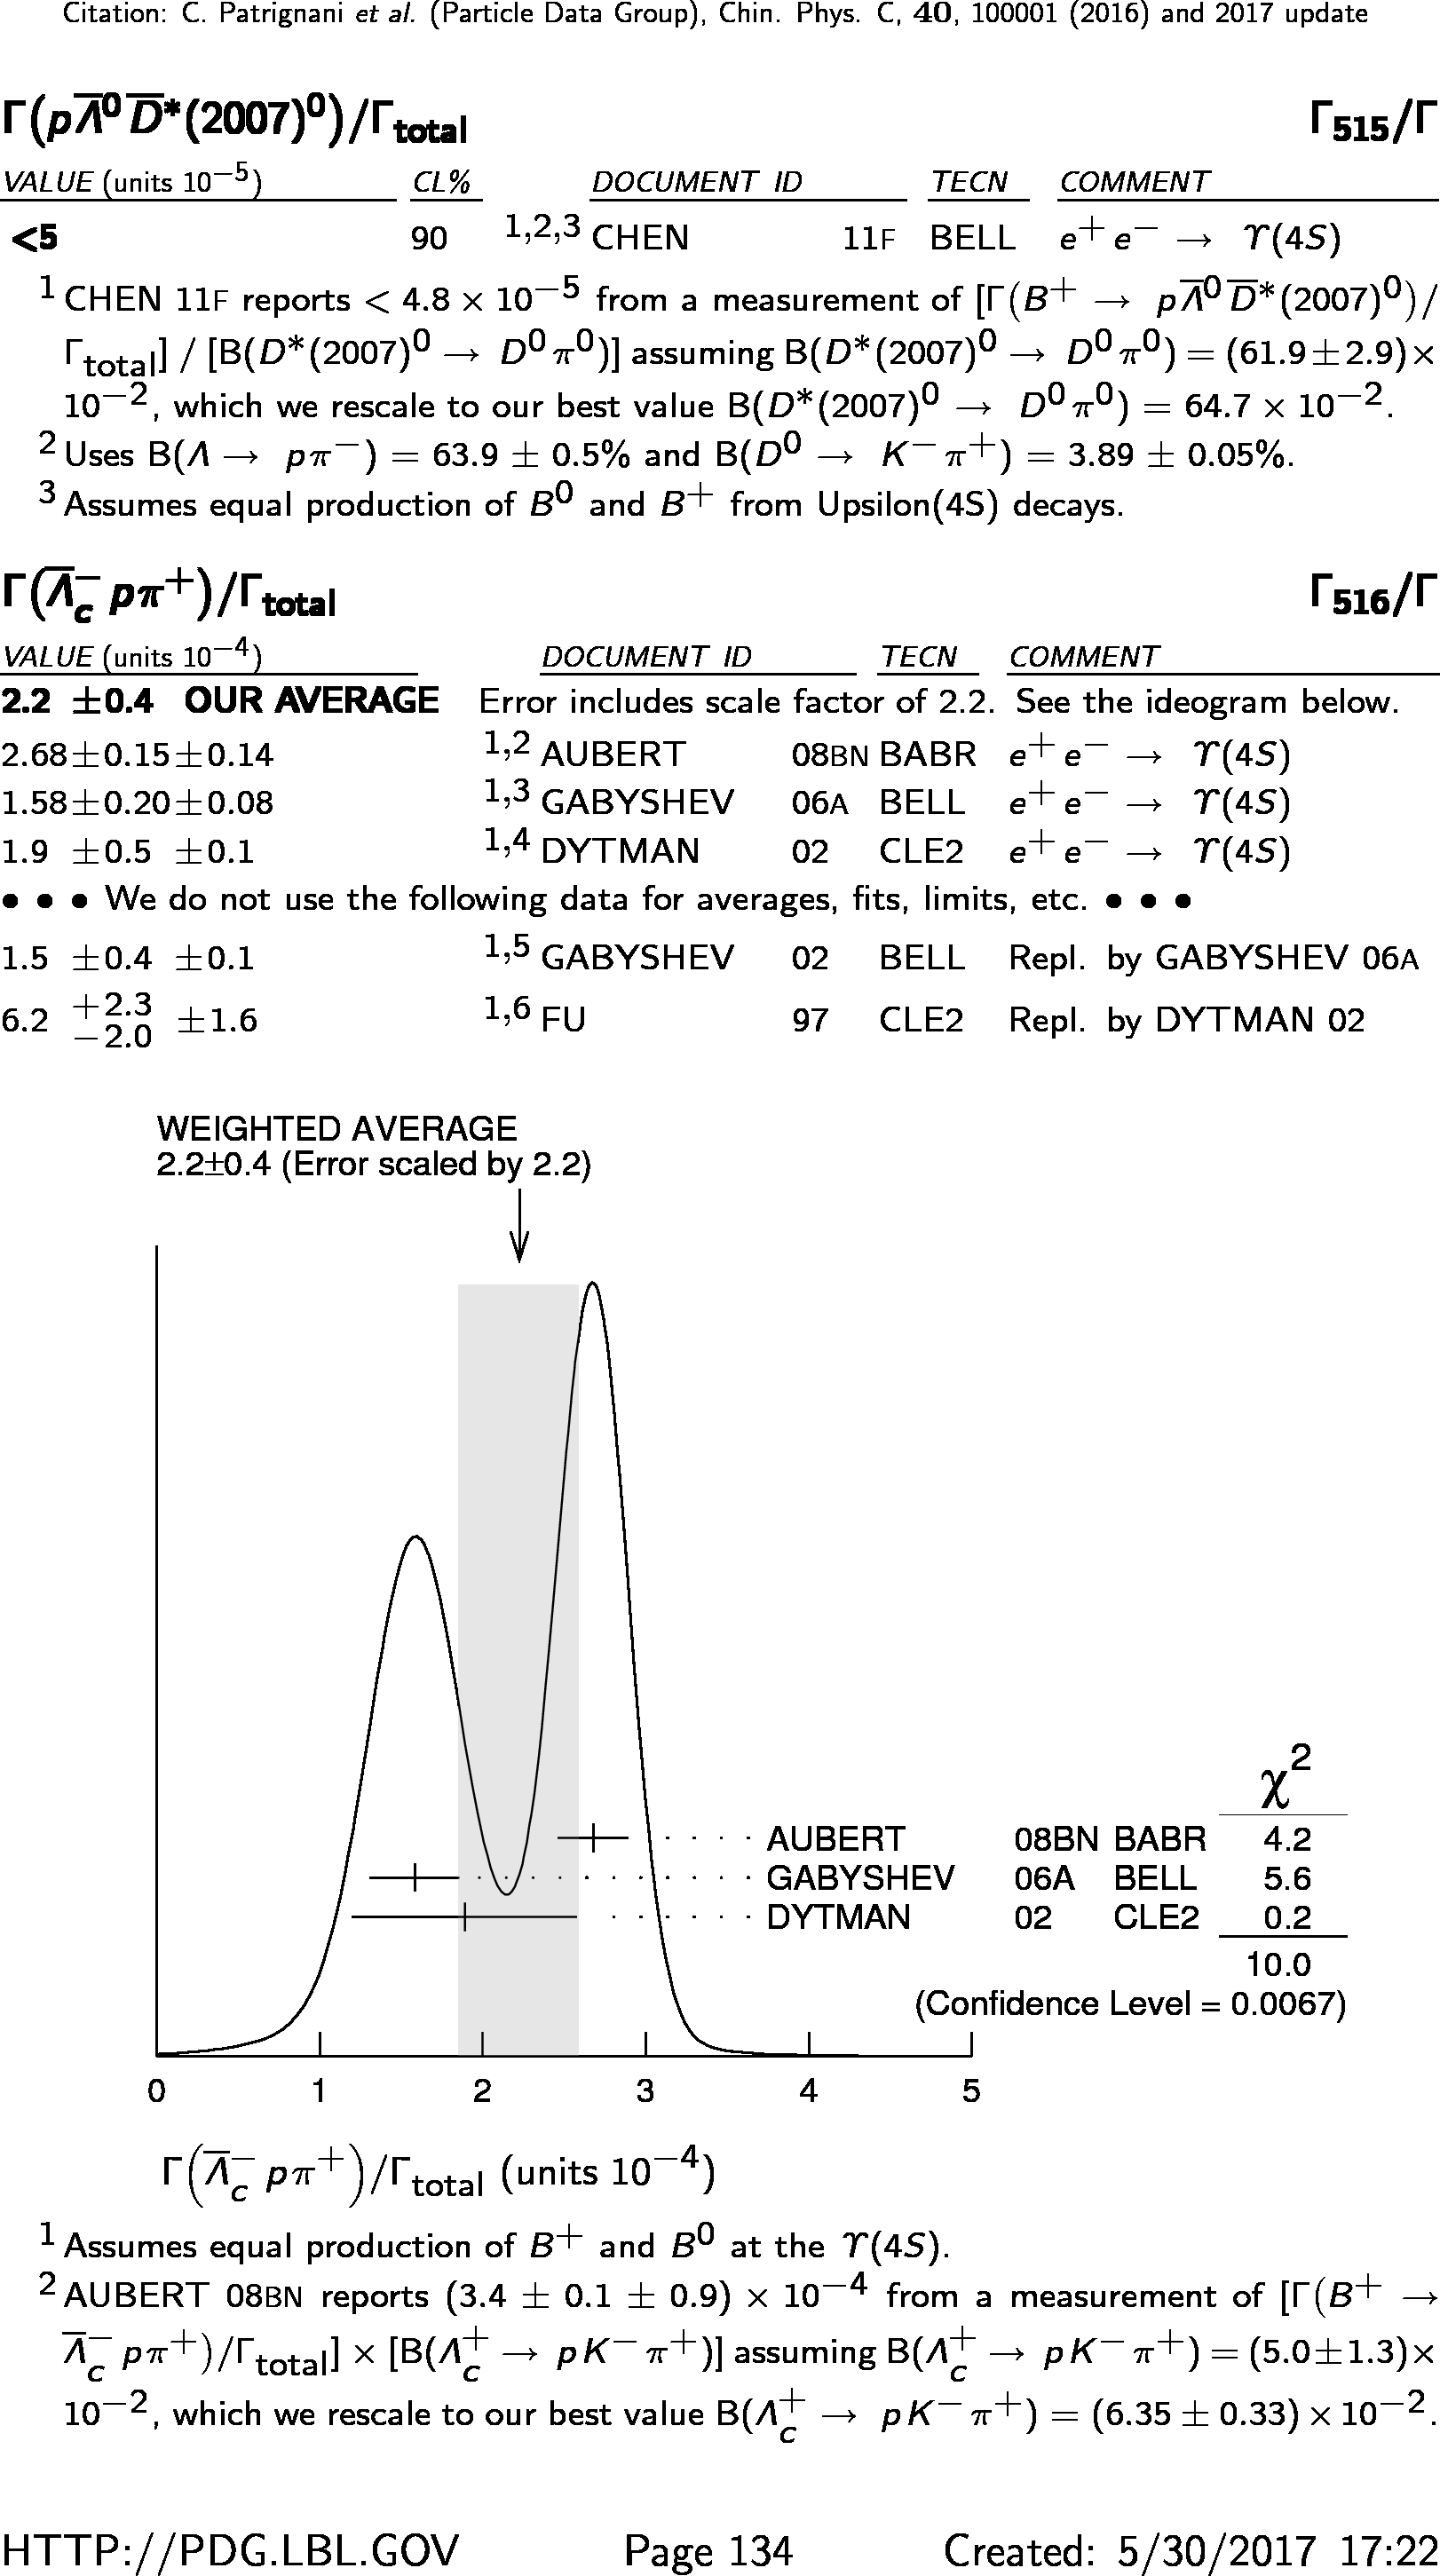 Citation: C. Patrignani et al. (Particle Data Group), Chin. Phys. C, 40, 100001 (2016) and 2017 update
Γ(pΛ̅⁰D̅*(2007)⁰)/Γtotal Γ515/Γ
VALUE (units 10⁻⁵) CL% DOCUMENT ID TECN COMMENT
<5 90 1,2,3 CHEN 11F BELL e⁺e⁻ → ϒ(4S)
1 CHEN 11F reports < 4.8 × 10⁻⁵ from a measurement of [Γ(B⁺ → pΛ̅⁰D̅*(2007)⁰)/
Γtotal] / [B(D*(2007)⁰ → D⁰π⁰)] assuming B(D*(2007)⁰ → D⁰π⁰) = (61.9±2.9)×
10⁻², which we rescale to our best value B(D*(2007)⁰ → D⁰π⁰) = 64.7 × 10⁻².
2 Uses B(Λ → pπ⁻) = 63.9 ± 0.5% and B(D⁰ → K⁻π⁺) = 3.89 ± 0.05%.
3 Assumes equal production of B⁰ and B⁺ from Upsilon(4S) decays.
Γ(Λ̅c⁻pπ⁺)/Γtotal Γ516/Γ
VALUE (units 10⁻⁴) DOCUMENT ID TECN COMMENT
2.2 ±0.4 OUR AVERAGE Error includes scale factor of 2.2. See the ideogram below.
2.68±0.15±0.14 1,2 AUBERT 08BN BABR e⁺e⁻ → ϒ(4S)
1.58±0.20±0.08 1,3 GABYSHEV 06A BELL e⁺e⁻ → ϒ(4S)
1.9 ±0.5 ±0.1 1,4 DYTMAN 02 CLE2 e⁺e⁻ → ϒ(4S)
• • • We do not use the following data for averages, fits, limits, etc. • • •
1.5 ±0.4 ±0.1 1,5 GABYSHEV 02 BELL Repl. by GABYSHEV 06A
6.2 +2.3 −2.0 ±1.6 1,6 FU 97 CLE2 Repl. by DYTMAN 02
WEIGHTED AVERAGE
2.2±0.4 (Error scaled by 2.2)
χ²
AUBERT 08BN BABR 4.2
GABYSHEV 06A BELL 5.6
DYTMAN 02 CLE2 0.2
10.0
(Confidence Level = 0.0067)
0 1 2 3 4 5
Γ(Λ̅c⁻pπ⁺)/Γtotal (units 10⁻⁴)
1 Assumes equal production of B⁺ and B⁰ at the ϒ(4S).
2 AUBERT 08BN reports (3.4 ± 0.1 ± 0.9) × 10⁻⁴ from a measurement of [Γ(B⁺ →
Λ̅c⁻pπ⁺)/Γtotal] × [B(Λc⁺ → pK⁻π⁺)] assuming B(Λc⁺ → pK⁻π⁺) = (5.0±1.3)×
10⁻², which we rescale to our best value B(Λc⁺ → pK⁻π⁺) = (6.35 ± 0.33) × 10⁻².
HTTP://PDG.LBL.GOV Page 134 Created: 5/30/2017 17:22